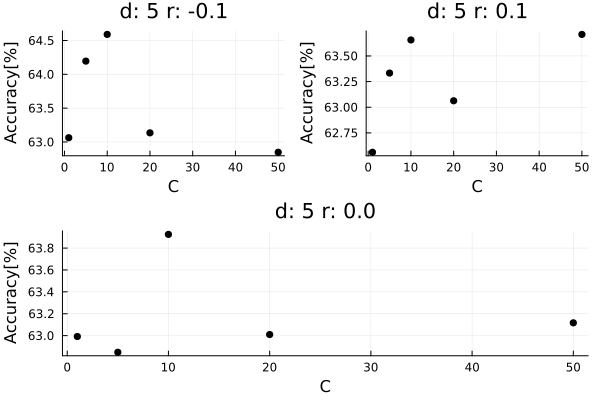 d: 5 r: -0.1
Accuracy[%]
64.5
64.0
63.5
63.0
0 10 20 30 40 50
C
d: 5 r: 0.1
Accuracy[%]
63.50
63.25
63.00
62.75
0 10 20 30 40 50
C
d: 5 r: 0.0
Accuracy[%]
63.8
63.6
63.4
63.2
63.0
0 10 20 30 40 50
C